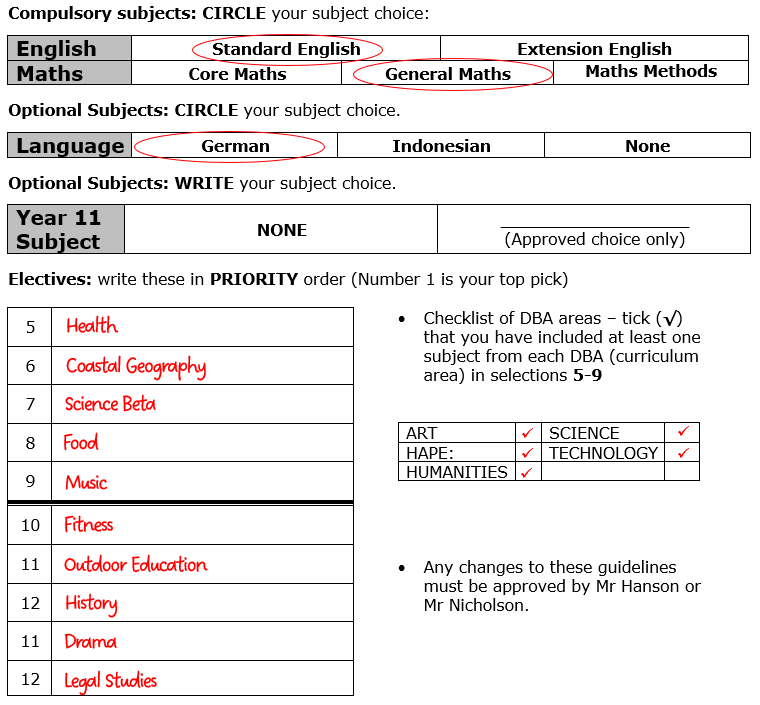 Compulsory subjects: CIRCLE your subject choice:
English Standard English Extension English
Maths Core Maths General Maths Maths Methods
Optional Subjects: CIRCLE your subject choice.
Language German Indonesian None
Optional Subjects: WRITE your subject choice.
Year 11
Subject
NONE
(Approved choice only)
Electives: write these in PRIORITY order (Number 1 is your top pick)
5 Health
6 Coastal Geography
7 Science Beta
8 Food
9 Music
10 Fitness
11 Outdoor Education
12 History
11 Drama
12 Legal Studies
• Checklist of DBA areas – tick (√)
that you have included at least one
subject from each DBA (curriculum
area) in selections 5-9
ART ✓ SCIENCE ✓
HAPE: ✓ TECHNOLOGY ✓
HUMANITIES ✓
• Any changes to these guidelines
must be approved by Mr Hanson or
Mr Nicholson.